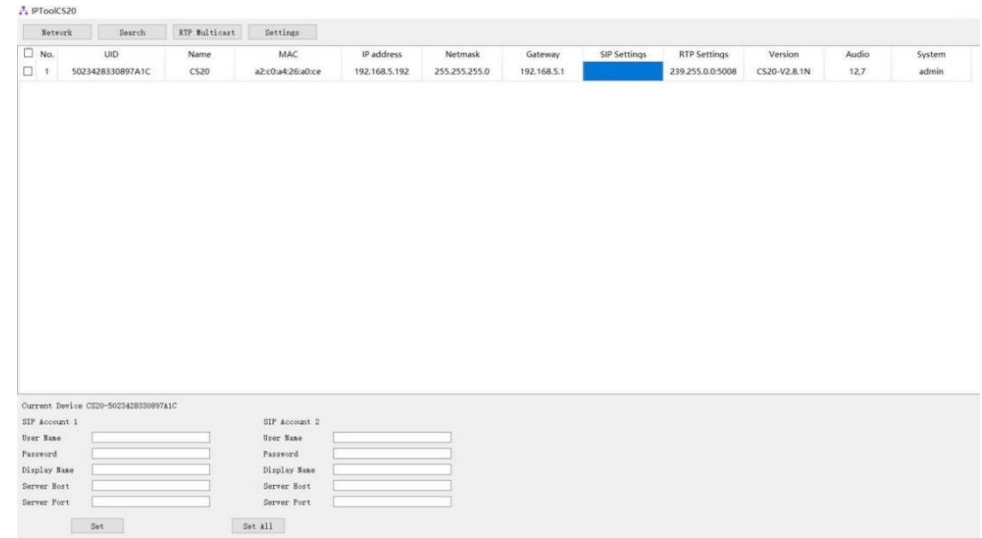 IPToolCS20
Network Search RTP Multicast Settings
No. UID Name MAC IP address Netmask Gateway SIP Settings RTP Settings Version Audio System
1 5023428330897A1C CS20 a2:c0:a4:26:a0:ce 192.168.5.192 255.255.255.0 192.168.5.1 239.255.0.0:5008 CS20-V2.8.1N 12,7 admin
Current Device CS20-5023428330897A1C
SIP Account 1 SIP Account 2
User Name User Name
Password Password
Display Name Display Name
Server Host Server Host
Server Port Server Port
Set Set All